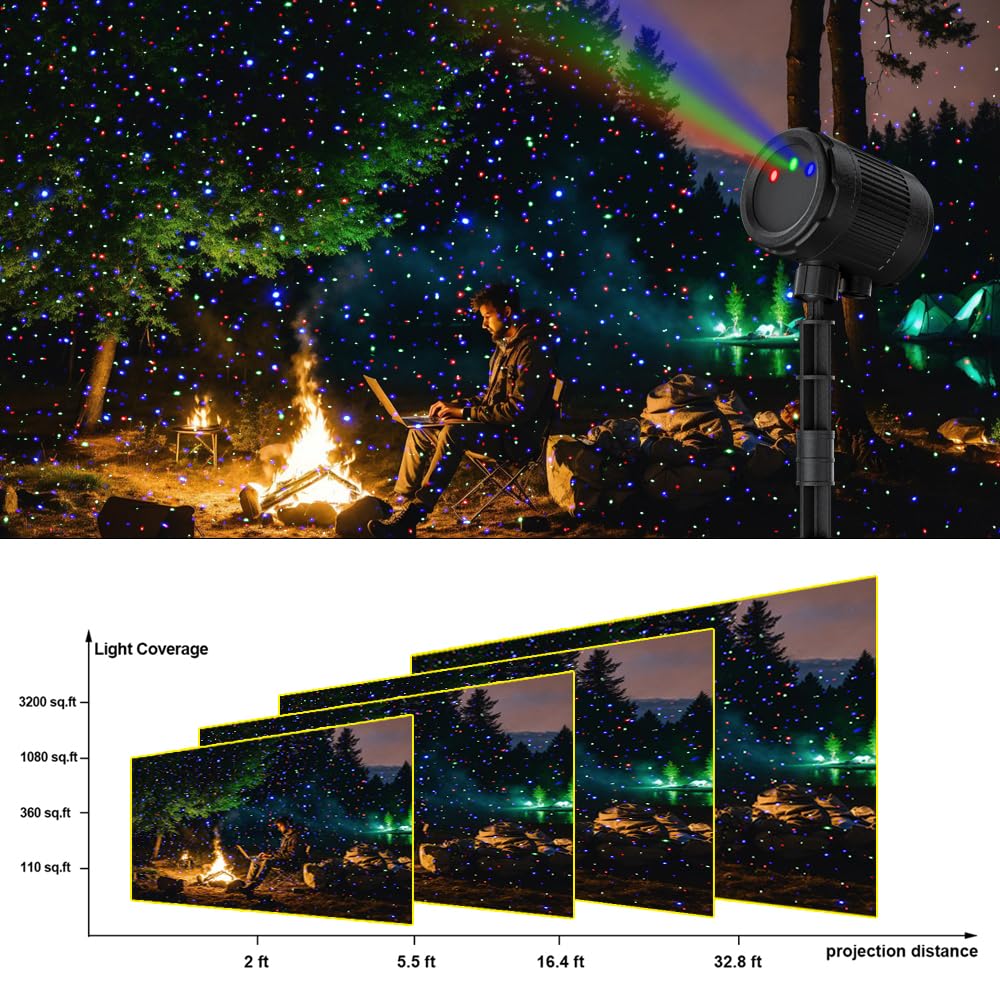 Light Coverage
3200 sq.ft
1080 sq.ft
360 sq.ft
110 sq.ft
2 ft
5.5 ft
16.4 ft
32.8 ft
projection distance